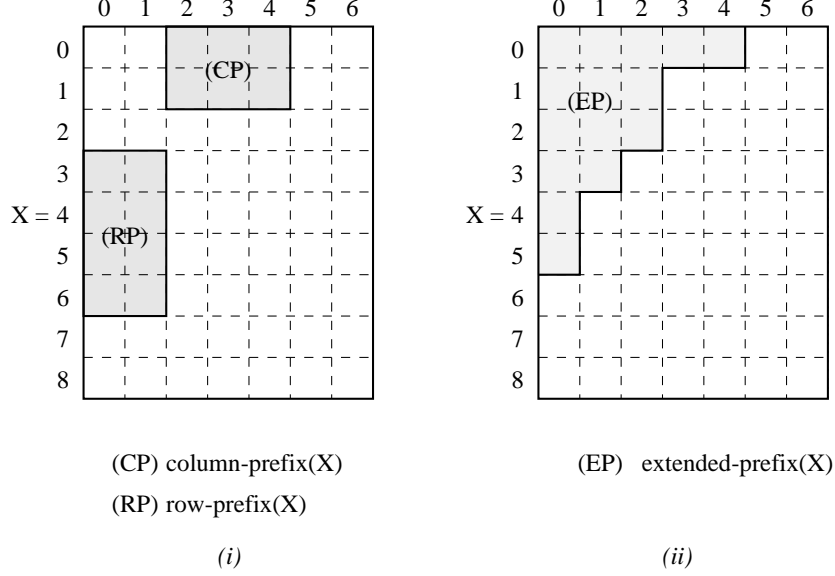 0 1 2 3 4 5 6
0
(CP)
1
2
3
X = 4
(RP)
5
6
7
8
(CP) column-prefix(X)
(RP) row-prefix(X)
(i)
0 1 2 3 4 5 6
0
1
(EP)
2
3
X = 4
5
6
7
8
(EP) extended-prefix(X)
(ii)